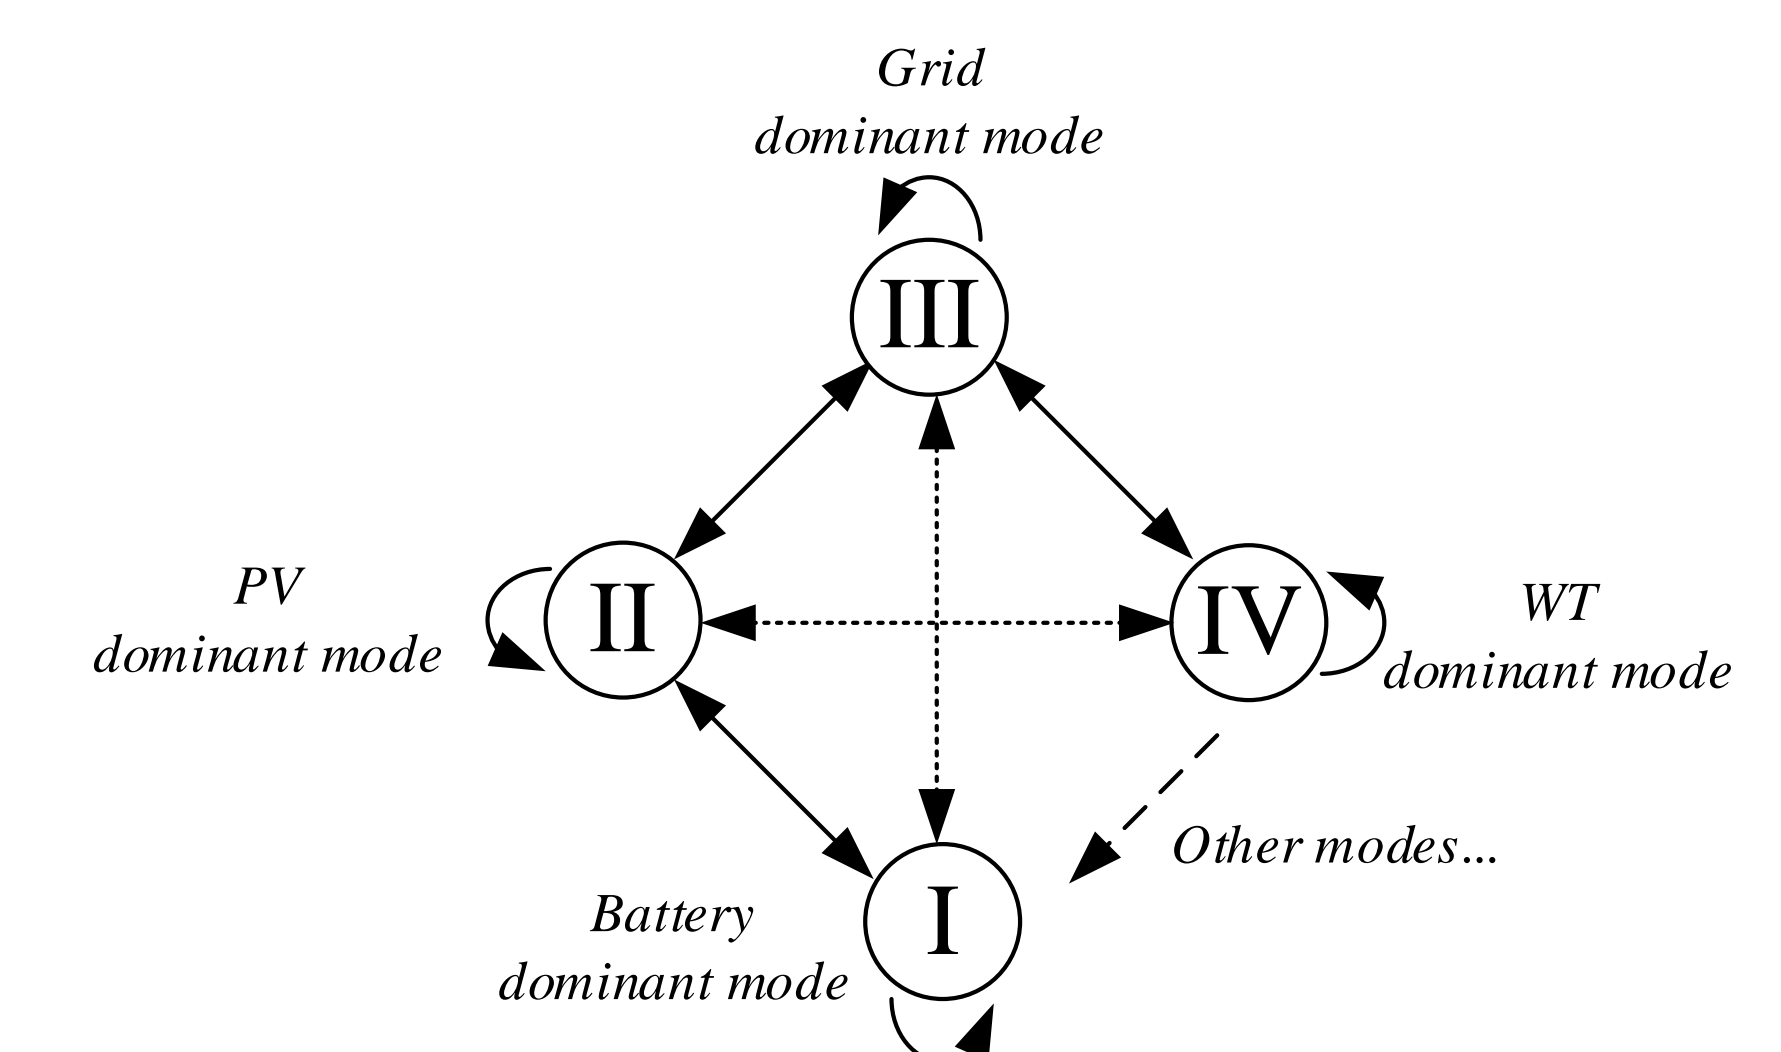 Grid
dominant mode
III
PV
dominant mode
II
IV
WT
dominant mode
Other modes...
Battery
dominant mode
I